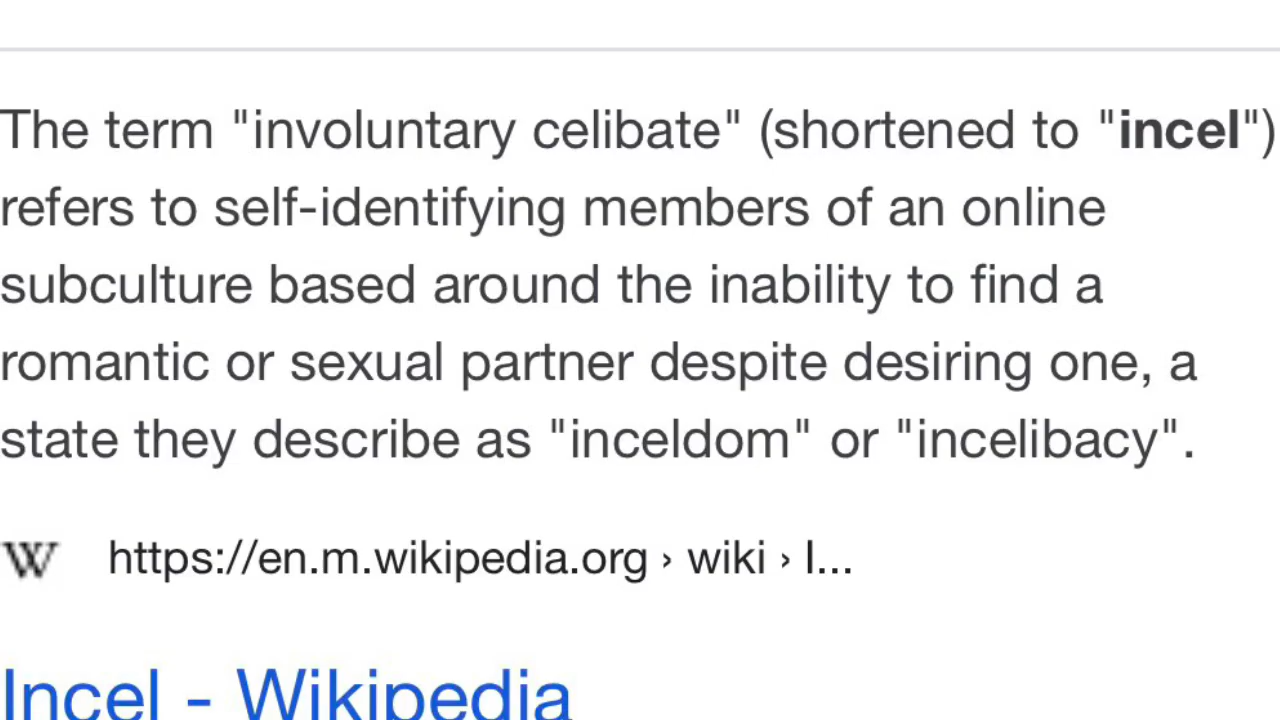 The term "involuntary celibate" (shortened to "incel")
refers to self-identifying members of an online
subculture based around the inability to find a
romantic or sexual partner despite desiring one, a
state they describe as "inceldom" or "incelibacy".
W https://en.m.wikipedia.org › wiki › I...
Incel - Wikipedia